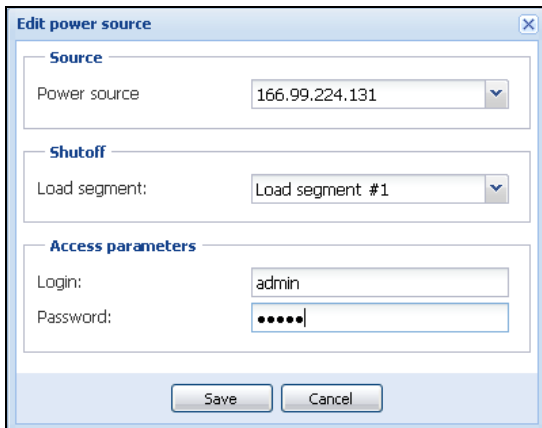 Edit power source
Source
Power source 166.99.224.131
Shutoff
Load segment: Load segment #1
Access parameters
Login: admin
Password: •••••
Save Cancel